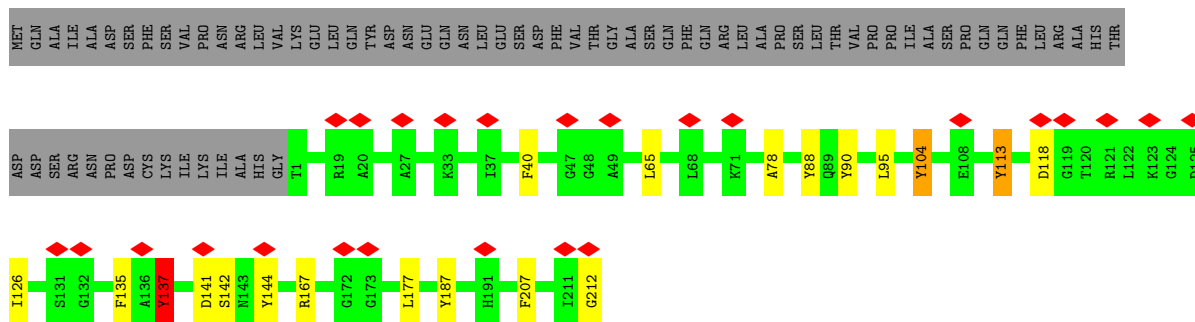 MET GLN ALA ILE ALA ASP SER PHE SER VAL PRO ASN ARG LEU VAL LYS GLU LEU GLN TYR ASP ASN GLU GLN ASN LEU GLU SER ASP PHE VAL THR GLY ALA SER GLN PHE GLN ARG LEU ALA PRO SER LEU THR VAL PRO PRO ILE ALA SER PRO GLN GLN PHE LEU ARG ALA HIS THR
ASP ASP SER ARG ASN PRO ASP CYS LYS ILE LYS ILE ALA HIS GLY T1 R19 A20 A27 K33 I37 F40 G47 G48 A49 L65 L68 K71 A78 Y88 Q89 Y90 L95 Y104 E108 Y113 D118 G119 T120 R121 L122 K123 G124
I126 S131 G132 F135 A136 Y137 D141 S142 N143 Y144 R167 G172 G173 L177 Y187 H191 F207 I211 G212